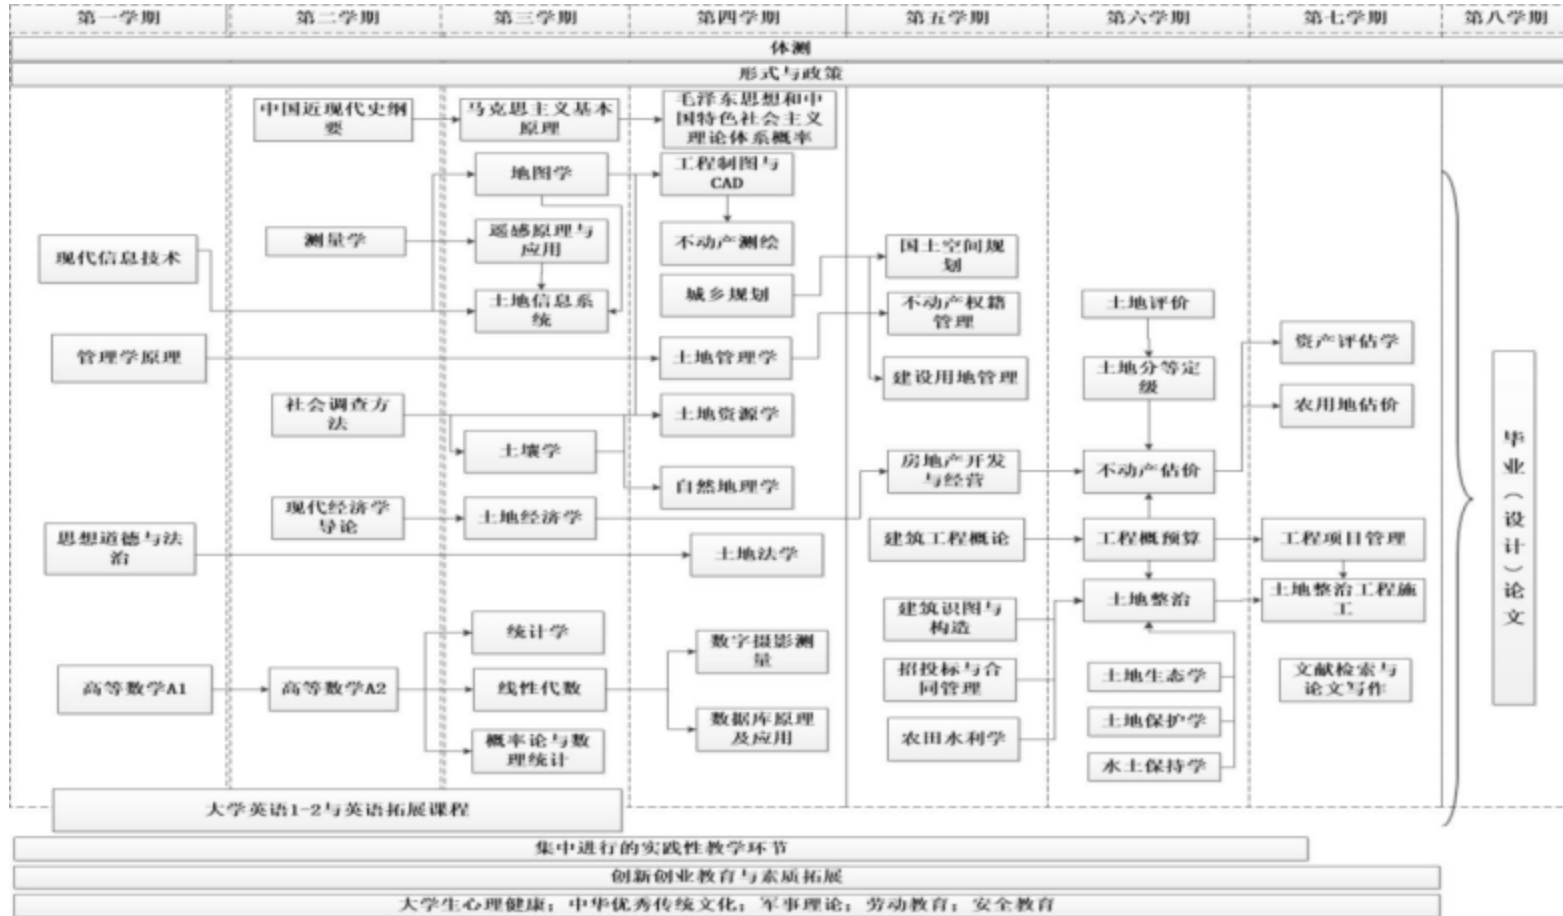 第一学期
第二学期
第三学期
第四学期
第五学期
第六学期
第七学期
第八学期
体测
形式与政策
中国近现代史纲
要
马克思主义基本
原理
毛泽东思想和中
国特色社会主义
理论体系概率
地图学
工程制图与
CAD
现代信息技术
测量学
遥感原理与
应用
不动产测绘
国土空间规
划
土地信息系
统
城乡规划
不动产权籍
管理
土地评价
管理学原理
土地管理学
建设用地管理
土地分等定
级
资产评估学
社会调查方
法
土地资源学
农用地估价
土壤学
自然地理学
房地产开发
与经营
不动产估价
现代经济学
导论
土地经济学
思想道德与法
治
土地法学
建筑工程概论
工程概预算
工程项目管理
建筑识图与
构造
土地整治
土地整治工程施
工
统计学
数字摄影测
量
高等数学A1
高等数学A2
线性代数
招投标与合
同管理
土地生态学
文献检索与
论文写作
概率论与数
理统计
数据库原理
及应用
农田水利学
土地保护学
水土保持学
毕业（设计）论文
大学英语1-2与英语拓展课程
集中进行的实践性教学环节
创新创业教育与素质拓展
大学生心理健康；中华优秀传统文化；军事理论；劳动教育；安全教育